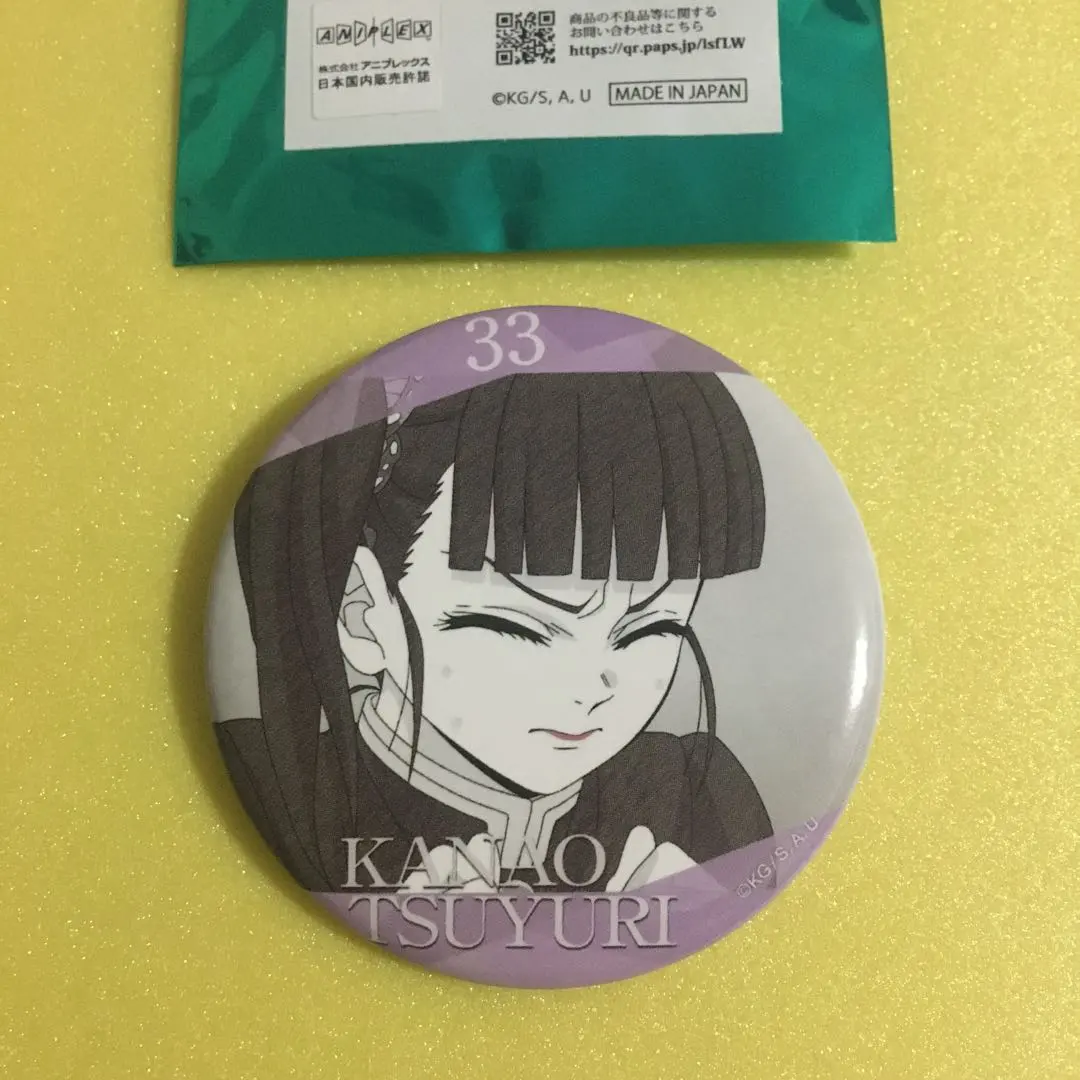 ANIPLEX
株式会社 アニプレックス
日本国内販売許諾
商品の不良品等に関する
お問い合わせはこちら
https://qr.paps.jp/lsfLW
©KG/S, A, U
MADE IN JAPAN
33
KANAO
TSUYURI
©KG/S, A, U